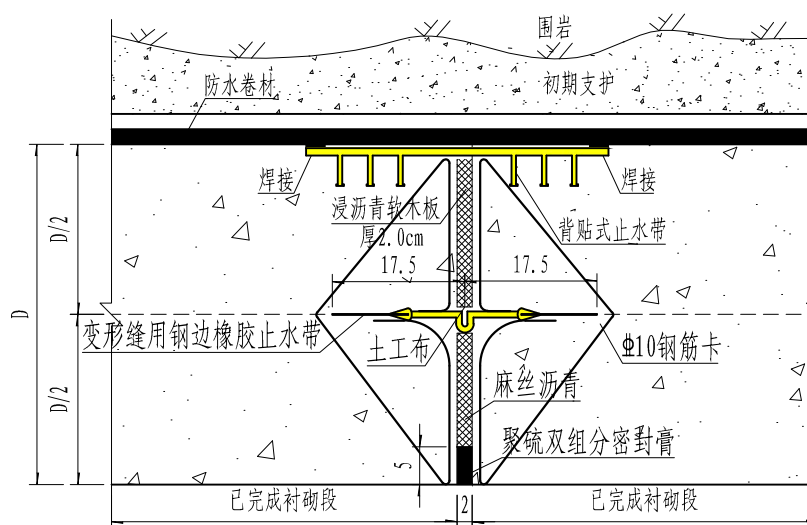 围岩
防水卷材
初期支护
焊接
焊接
浸沥青软木板
厚2.0cm
背贴式止水带
D/2
17.5
17.5
D
变形缝用钢边橡胶止水带
土工布
Φ10钢筋卡
D/2
麻丝沥青
聚硫双组分密封膏
5
已完成衬砌段
2
已完成衬砌段